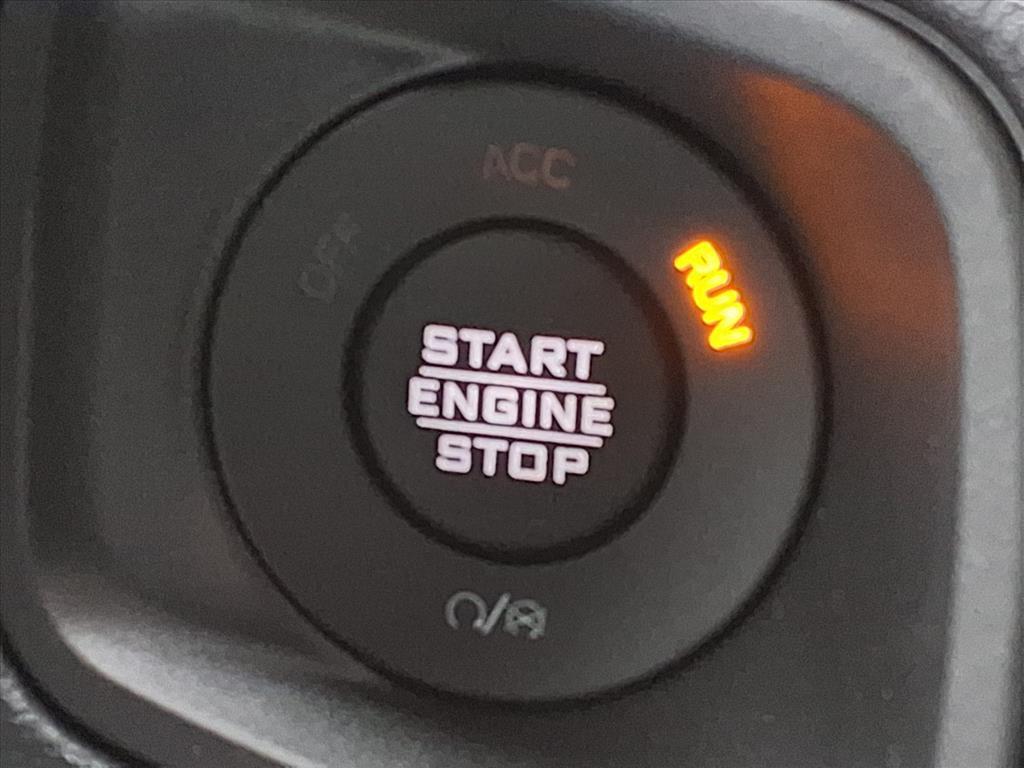 ACC
OFF
RUN
START
ENGINE
STOP